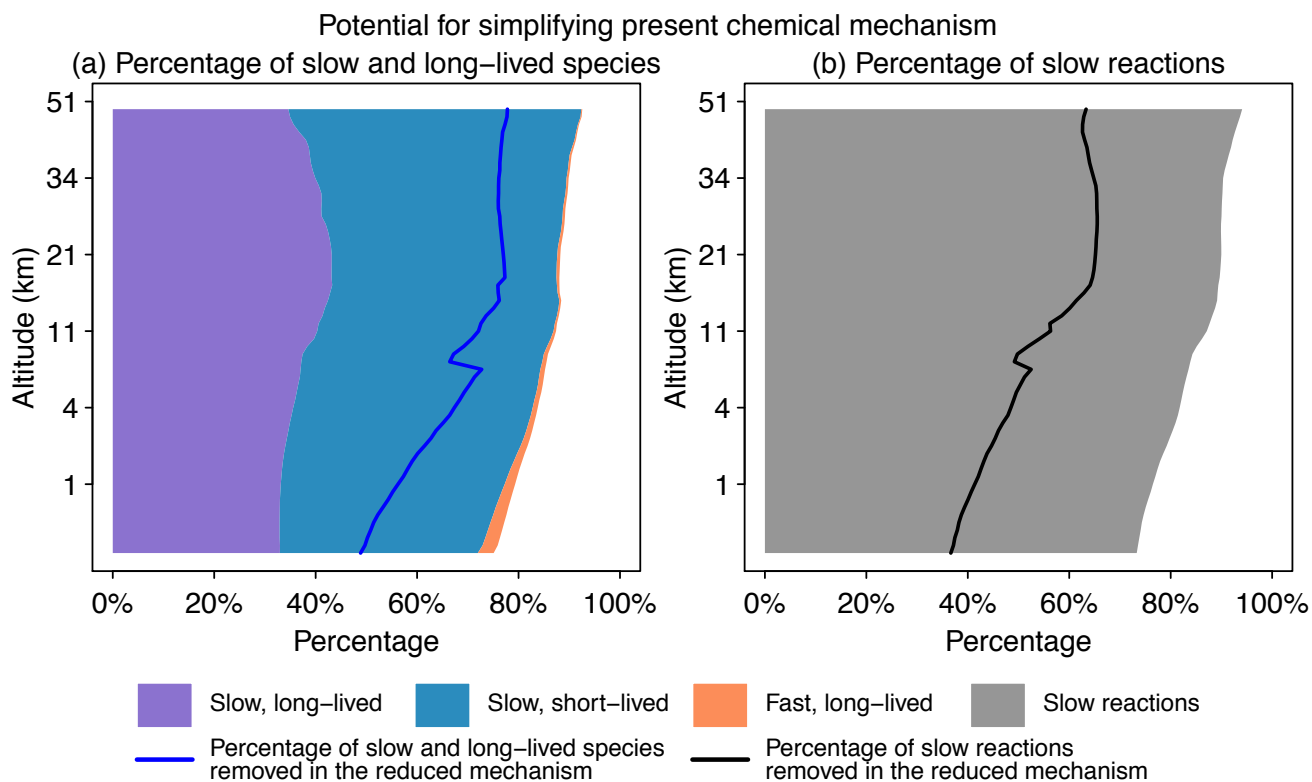 Potential for simplifying present chemical mechanism
(a) Percentage of slow and long−lived species
(b) Percentage of slow reactions
Altitude (km)
51
34
21
11
4
1
0% 20% 40% 60% 80% 100%
Percentage
Altitude (km)
51
34
21
11
4
1
0% 20% 40% 60% 80% 100%
Percentage
Slow, long−lived
Slow, short−lived
Fast, long−lived
Slow reactions
Percentage of slow and long−lived species
removed in the reduced mechanism
Percentage of slow reactions
removed in the reduced mechanism